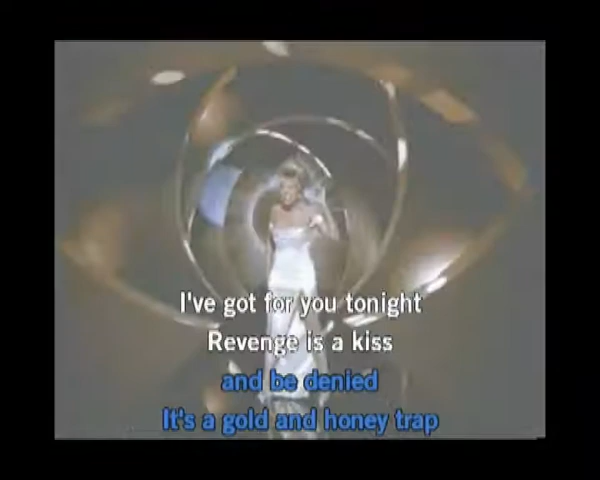 I've got for you tonight
Revenge is a kiss
and be denied
It's a gold and honey trap